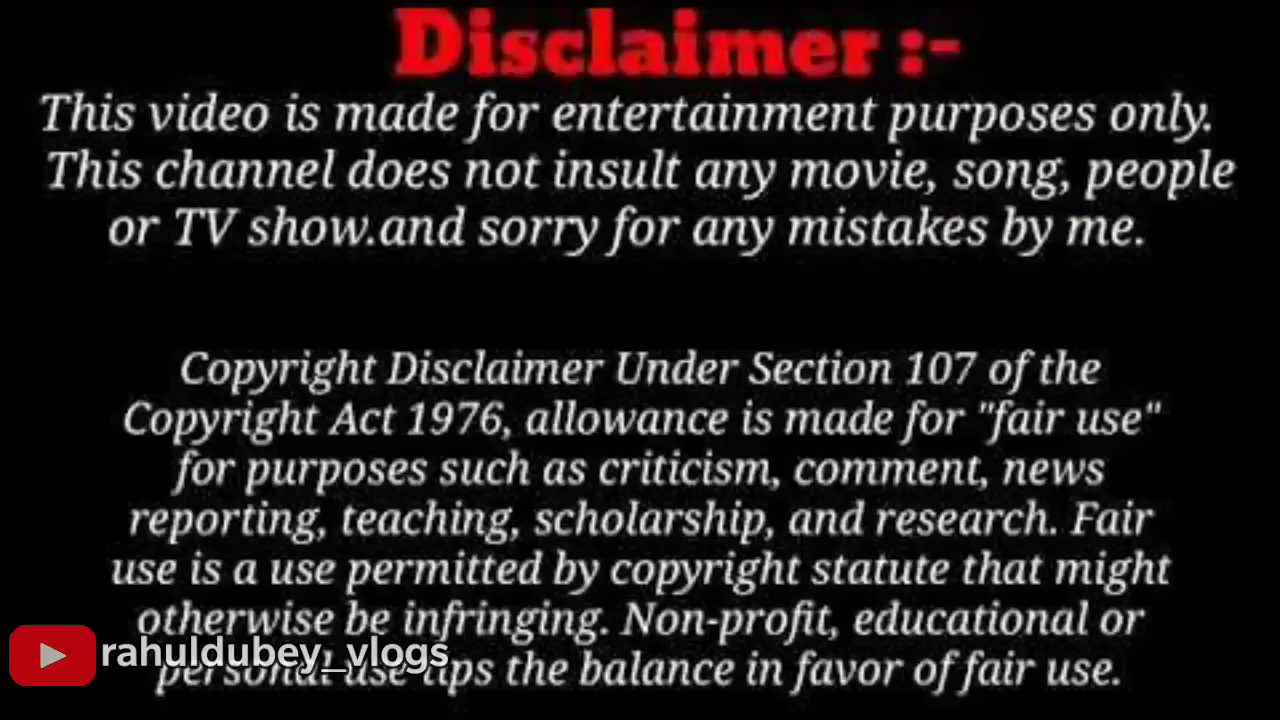 Disclaimer :-
This video is made for entertainment purposes only.
This channel does not insult any movie, song, people
or TV show.and sorry for any mistakes by me.
Copyright Disclaimer Under Section 107 of the
Copyright Act 1976, allowance is made for "fair use"
for purposes such as criticism, comment, news
reporting, teaching, scholarship, and research. Fair
use is a use permitted by copyright statute that might
otherwise be infringing. Non-profit, educational or
personal use tips the balance in favor of fair use.
rahuldubey_vlogs